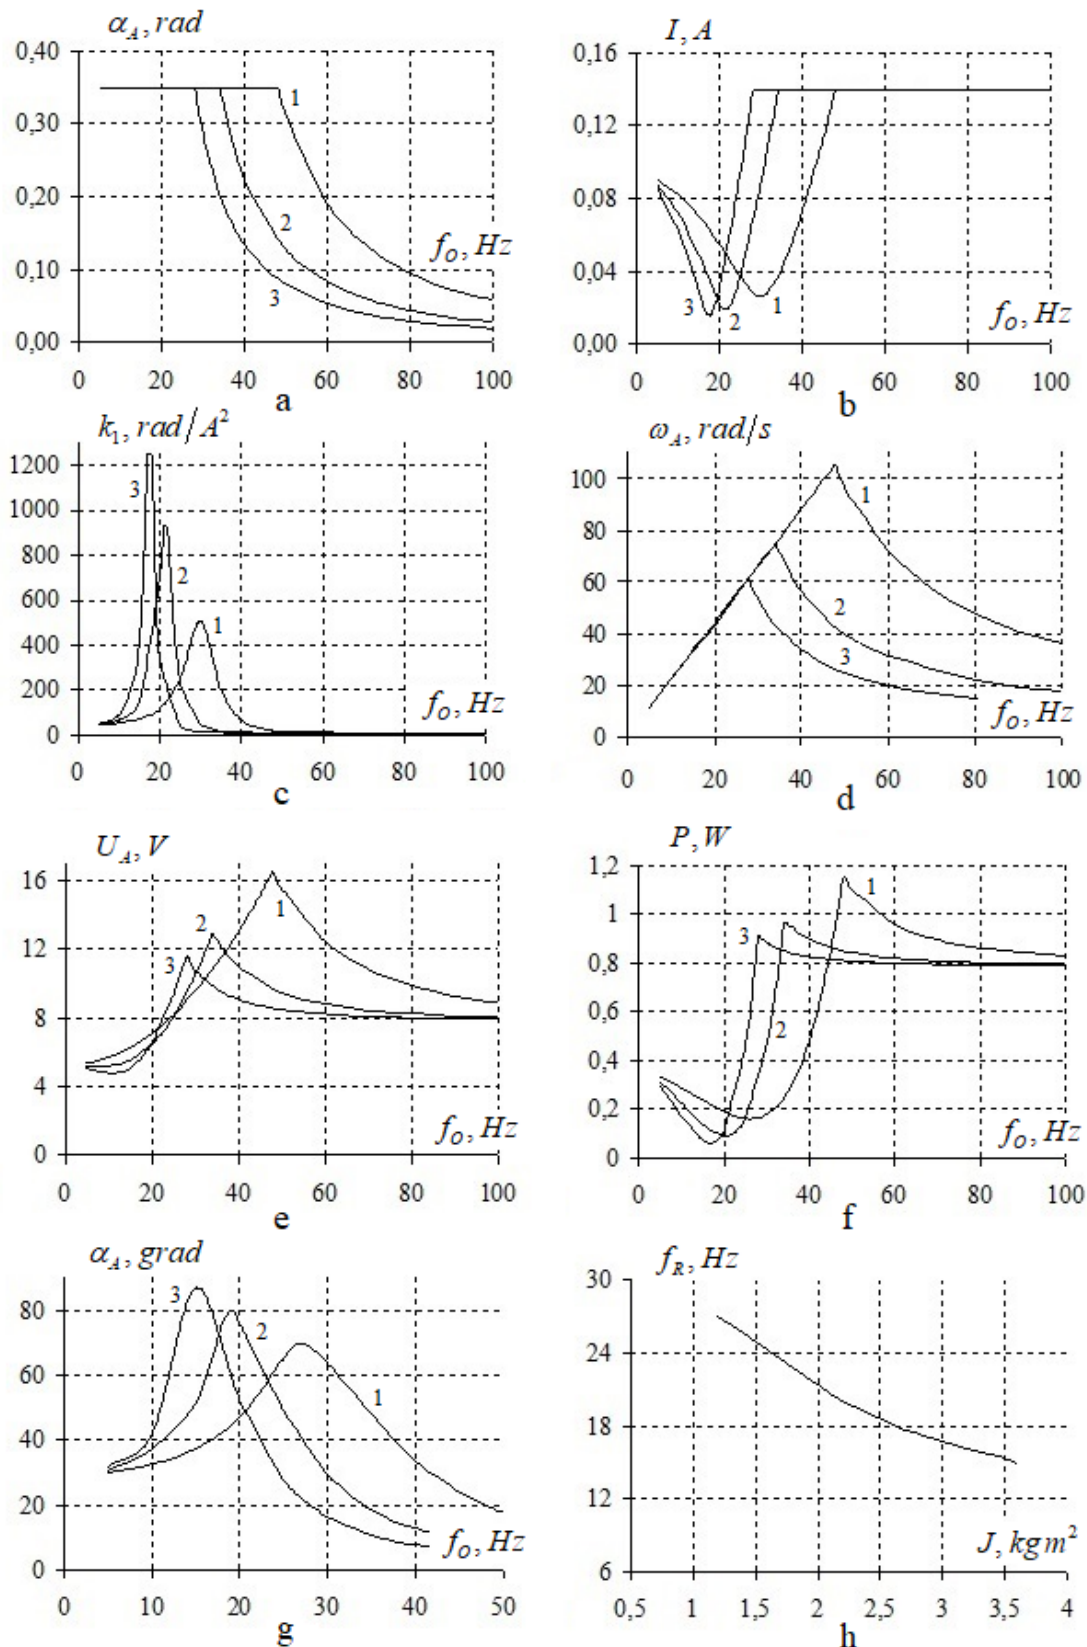 α_A, rad
0,40
0,30
0,20
0,10
0,00
1
2
3
f_O, Hz
0 20 40 60 80 100
a
I, A
0,16
0,12
0,08
0,04
0,00
3 2 1
f_O, Hz
0 20 40 60 80 100
b
k_1, rad/A^2
1200
1000
800
600
400
200
0
3
2
1
f_O, Hz
0 20 40 60 80 100
c
ω_A, rad/s
100
80
60
40
20
0
1
2
3
f_O, Hz
0 20 40 60 80 100
d
U_A, V
16
12
8
4
0
1
2
3
f_O, Hz
0 20 40 60 80 100
e
P, W
1,2
1
0,8
0,6
0,4
0,2
0
1
3
2
f_O, Hz
0 20 40 60 80 100
f
α_A, grad
80
60
40
20
0
3
2
1
f_O, Hz
0 10 20 30 40 50
g
f_R, Hz
30
24
18
12
6
J, kgm^2
0,5 1 1,5 2 2,5 3 3,5 4
h